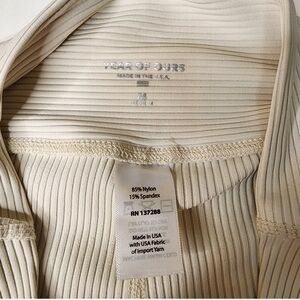 YEAR OF OURS
MADE IN THE U.S.A.
M
85% Nylon
15% Spandex
RN 137288
Made in USA
with USA Fabric
of Import Yarn